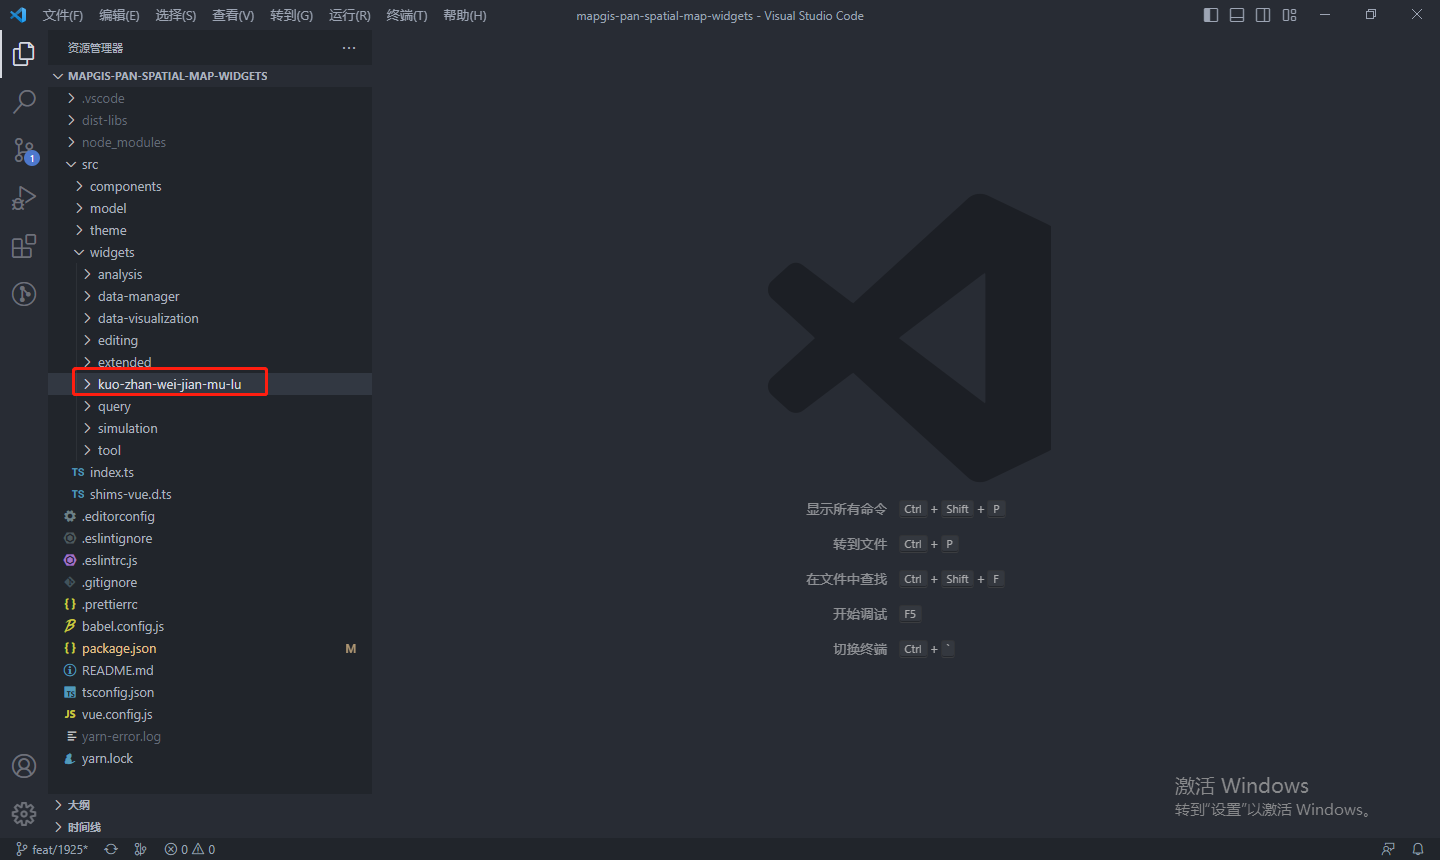 文件(F) 编辑(E) 选择(S) 查看(V) 转到(G) 运行(R) 终端(T) 帮助(H) mapgis-pan-spatial-map-widgets - Visual Studio Code
资源管理器
MAPGIS-PAN-SPATIAL-MAP-WIDGETS
.vscode
dist-libs
node_modules
1
src
components
model
theme
widgets
analysis
data-manager
data-visualization
editing
extended
kuo-zhan-wei-jian-mu-lu
query
simulation
tool
TS index.ts
TS shims-vue.d.ts
.editorconfig
.eslintignore
.eslintrc.js
.gitignore
{} .prettierrc
babel.config.js
{} package.json M
README.md
TS tsconfig.json
JS vue.config.js
yarn-error.log
yarn.lock
大纲
时间线
显示所有命令 Ctrl + Shift + P
转到文件 Ctrl + P
在文件中查找 Ctrl + Shift + F
开始调试 F5
切换终端 Ctrl + `
激活 Windows
转到“设置”以激活 Windows。
feat/1925* 0 0